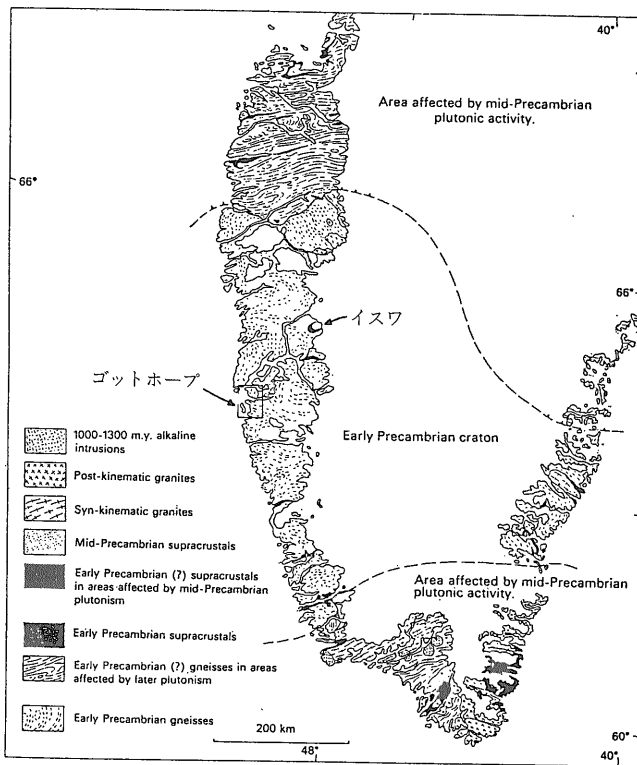 40°
Area affected by mid-Precambrian
plutonic activity.
66°
66°
イスワ
ゴットホープ
Early Precambrian craton
1000-1300 m.y. alkaline
intrusions
Post-kinematic granites
Syn-kinematic granites
Mid-Precambrian supracrustals
Early Precambrian (?) supracrustals
in areas affected by mid-Precambrian
plutonism
Early Precambrian supracrustals
Early Precambrian (?) gneisses in areas
affected by later plutonism
Early Precambrian gneisses
Area affected by mid-Precambrian
plutonic activity.
200 km
48°
60°
40°